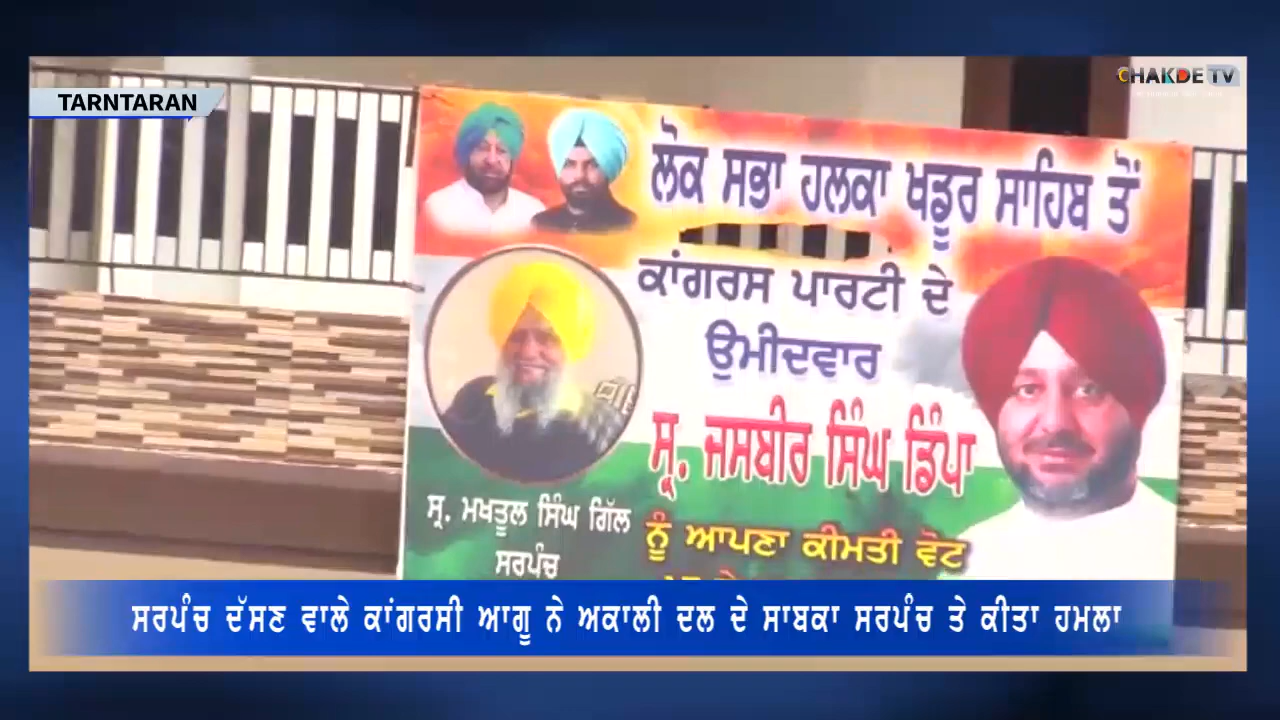 TARNTARAN
CHAKDE TV
ਲੋਕ ਸਭਾ ਹਲਕਾ ਖਡੂਰ ਸਾਹਿਬ ਤੋਂ
ਕਾਂਗਰਸ ਪਾਰਟੀ ਦੇ
ਉਮੀਦਵਾਰ
ਸ੍ਰ. ਜਸਬੀਰ ਸਿੰਘ ਡਿੰਪਾ
ਨੂੰ ਆਪਣਾ ਕੀਮਤੀ ਵੋਟ
ਸ੍ਰ. ਮਖਤੂਲ ਸਿੰਘ ਗਿੱਲ
ਸਰਪੰਚ
ਸਰਪੰਚ ਦੱਸਣ ਵਾਲੇ ਕਾਂਗਰਸੀ ਆਗੂ ਨੇ ਅਕਾਲੀ ਦਲ ਦੇ ਸਾਬਕਾ ਸਰਪੰਚ ਤੇ ਕੀਤਾ ਹਮਲਾ